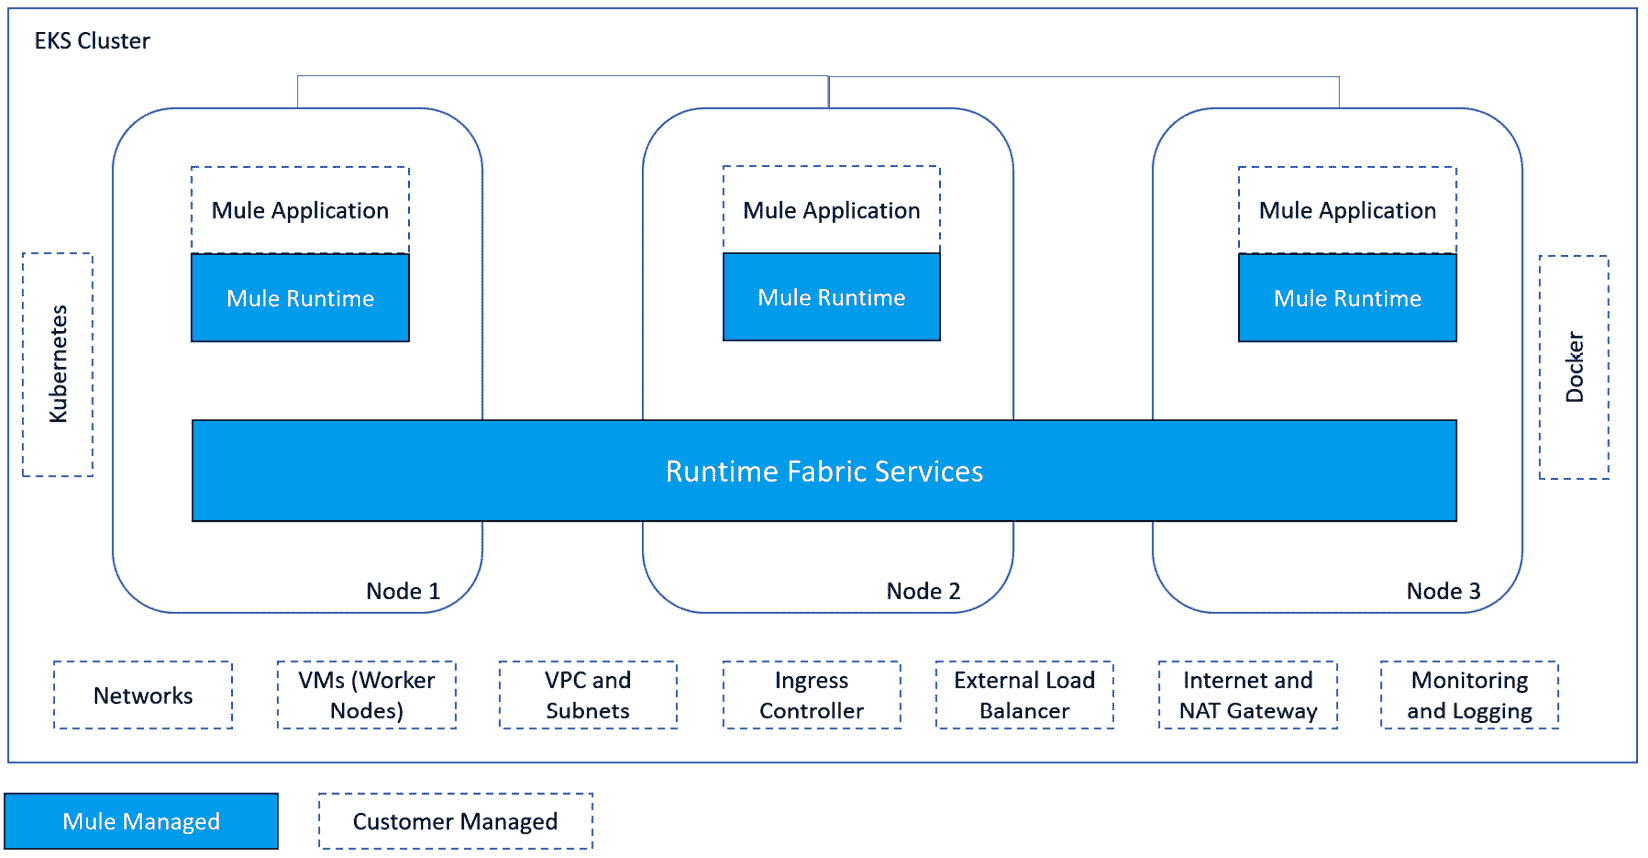 EKS Cluster
Mule Application
Mule Application
Mule Application
Mule Runtime
Mule Runtime
Mule Runtime
Kubernetes
Docker
Runtime Fabric Services
Node 1
Node 2
Node 3
Networks
VMs (Worker
Nodes)
VPC and
Subnets
Ingress
Controller
External Load
Balancer
Internet and
NAT Gateway
Monitoring
and Logging
Mule Managed
Customer Managed